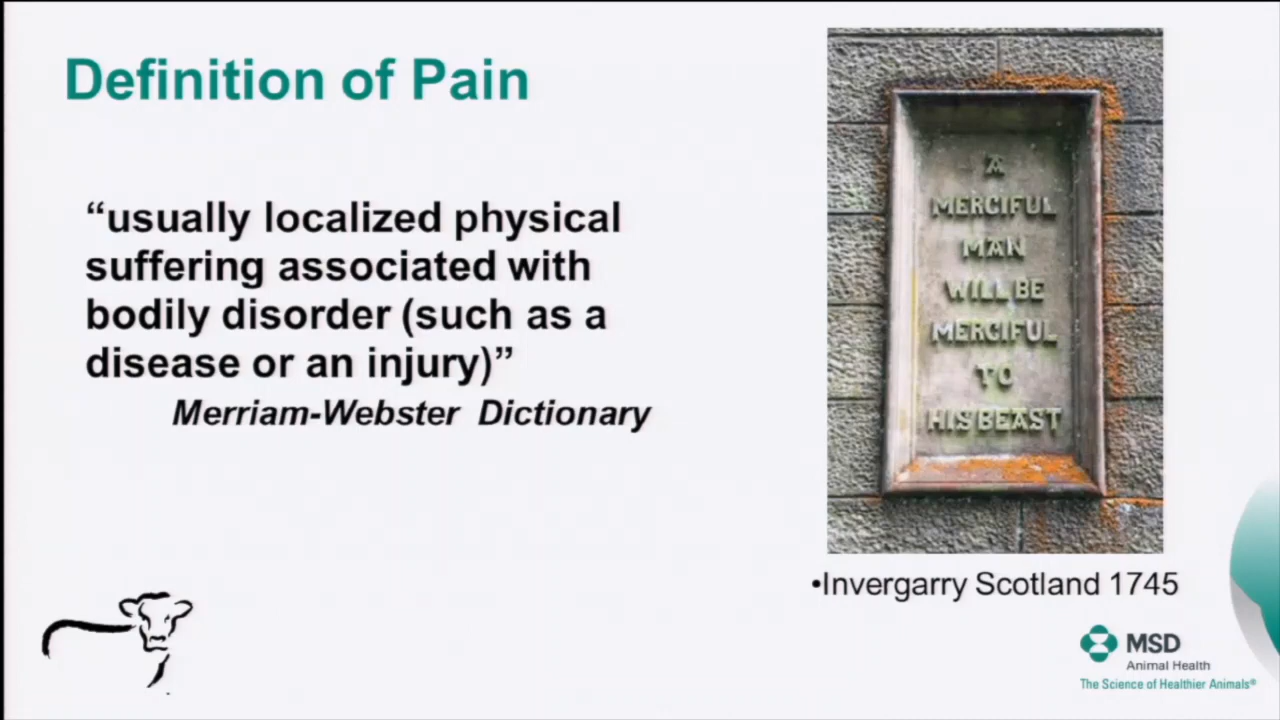 Definition of Pain
“usually localized physical
suffering associated with
bodily disorder (such as a
disease or an injury)”
Merriam-Webster Dictionary
A
MERCIFUL
MAN
WILL BE
MERCIFUL
TO
HIS BEAST
•Invergarry Scotland 1745
MSD
Animal Health
The Science of Healthier Animals®